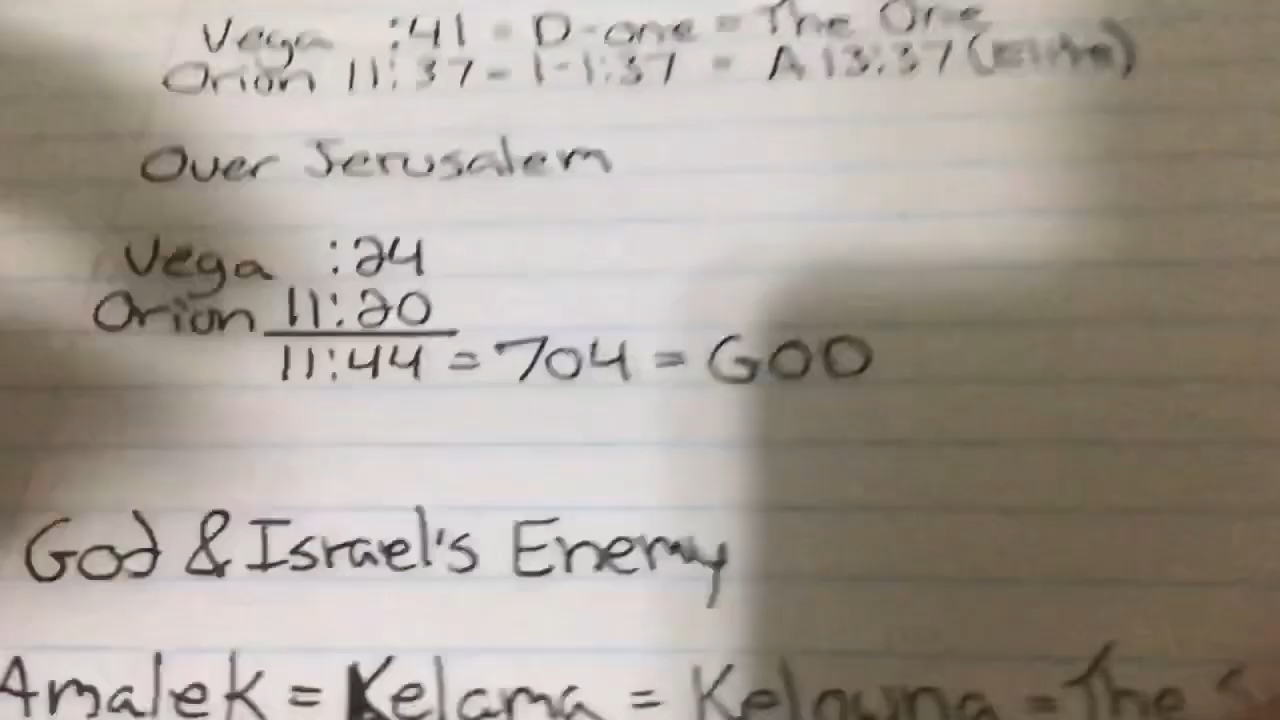 Vega :41 = D-one = The One
Orion 11:37 - 1-1:37 = A 13:37
Over Jerusalem
Vega :24
Orion 11:20
11:44 = 704 = GOD
God & Israel's Enemy
Amalek = Kelama = Kelowna = The